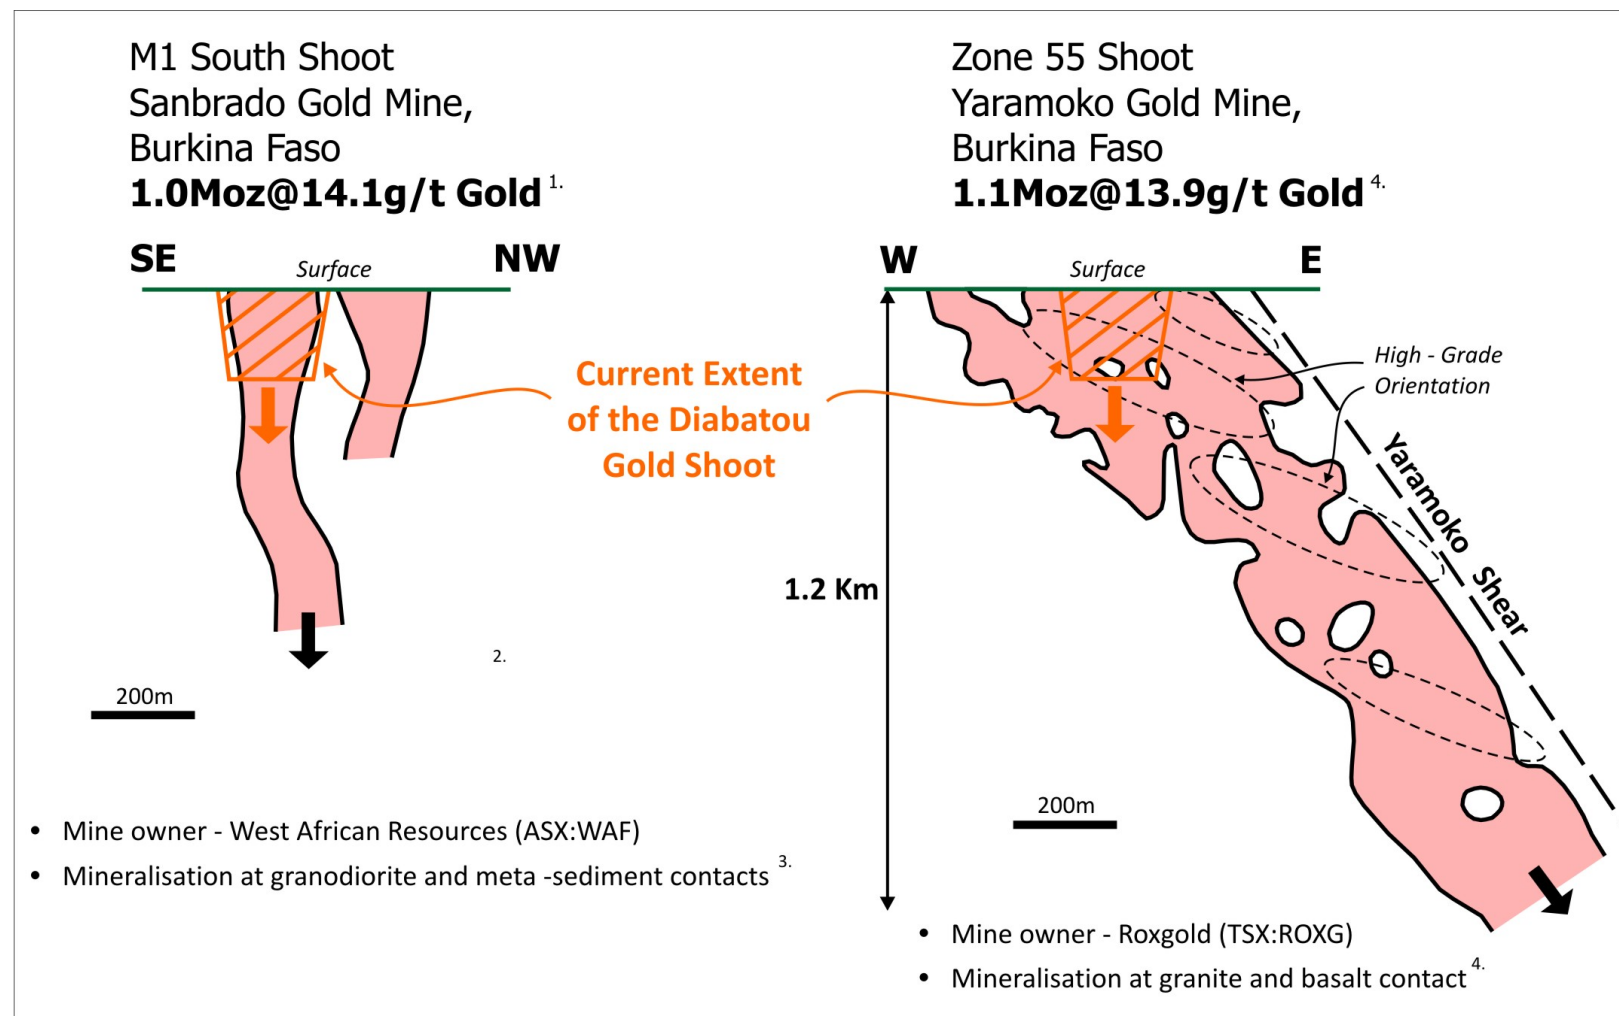 M1 South Shoot
Sanbrado Gold Mine,
Burkina Faso
1.0Moz@14.1g/t Gold 1.
SE
Surface
NW
Current Extent
of the Diabatou
Gold Shoot
2.
200m
• Mine owner - West African Resources (ASX:WAF)
• Mineralisation at granodiorite and meta -sediment contacts 3.
Zone 55 Shoot
Yaramoko Gold Mine,
Burkina Faso
1.1Moz@13.9g/t Gold 4.
W
Surface
E
High - Grade
Orientation
Yaramoko Shear
1.2 Km
200m
• Mine owner - Roxgold (TSX:ROXG)
• Mineralisation at granite and basalt contact 4.